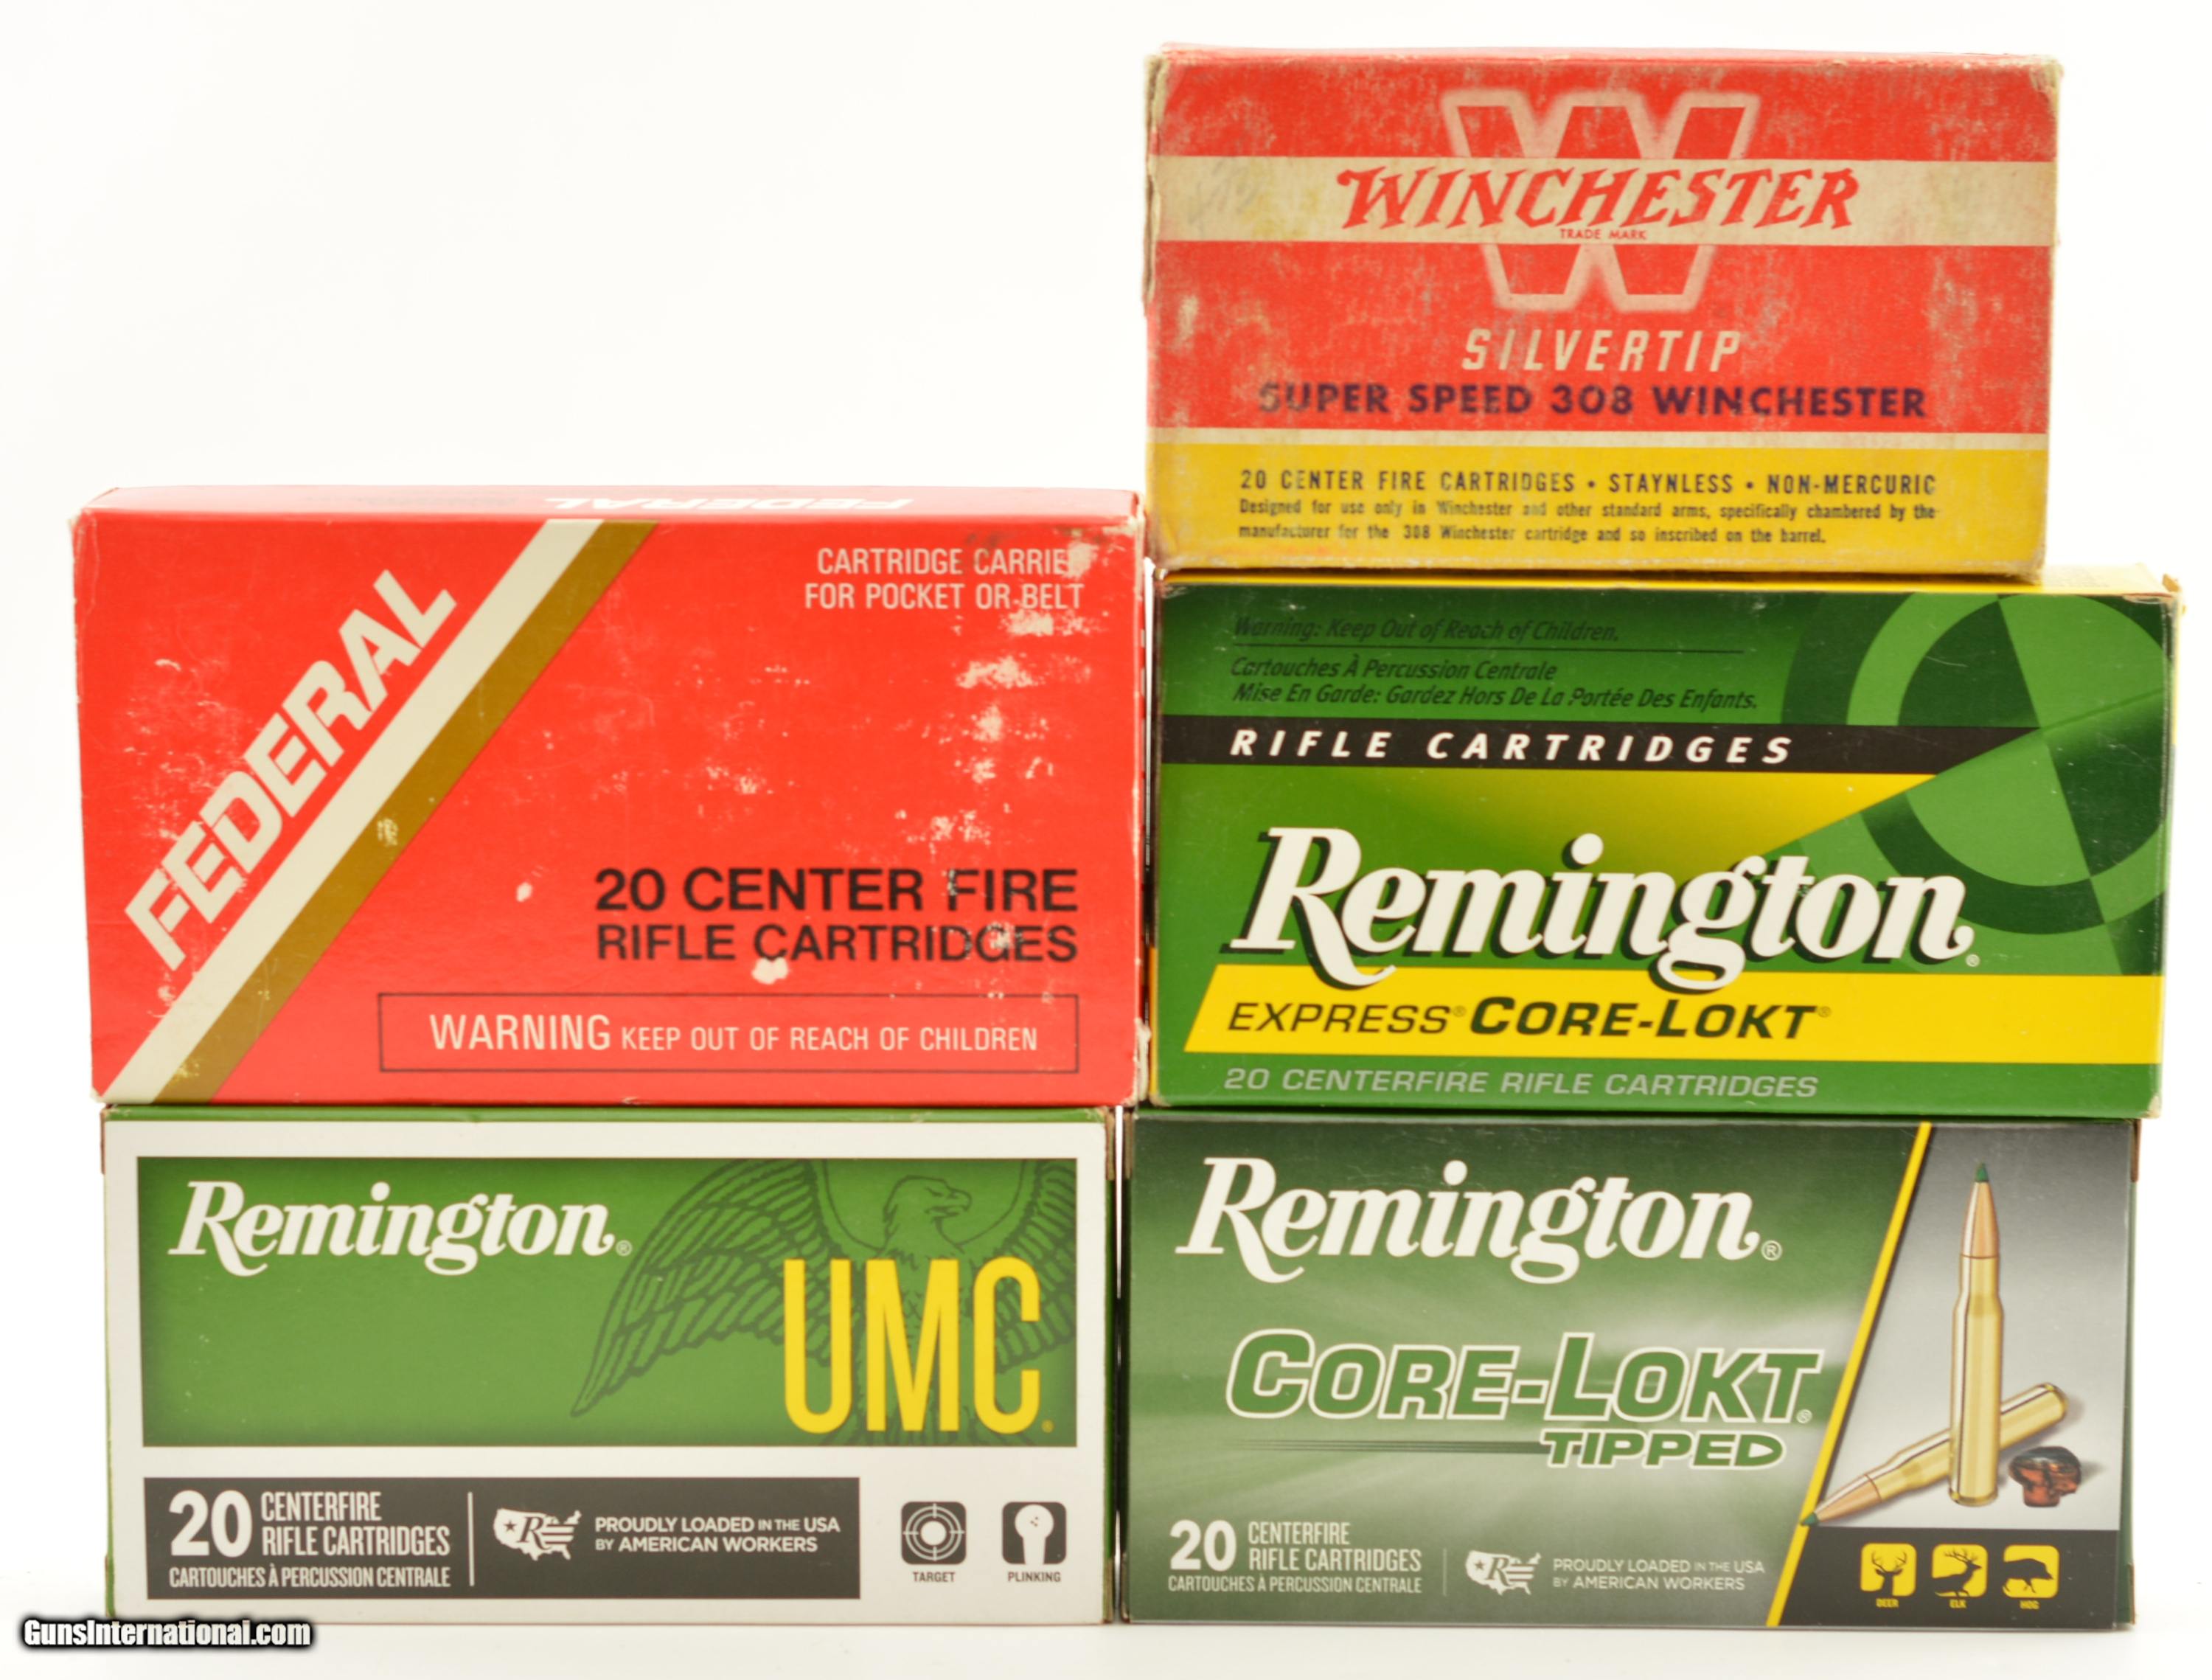 WINCHESTER
TRADE MARK
SILVERTIP
SUPER SPEED 308 WINCHESTER
20 CENTER FIRE CARTRIDGES • STAYNLESS • NON-MERCURIC
Designed for use only in Winchester and other standard arms, specifically chambered by the
manufacturer for the 308 Winchester cartridge and so inscribed on the barrel.
FEDERAL
FEDERAL
CARTRIDGE CARRIER
FOR POCKET OR BELT
20 CENTER FIRE
RIFLE CARTRIDGES
WARNING KEEP OUT OF REACH OF CHILDREN
Warning: Keep Out of Reach of Children.
Cartouches À Percussion Centrale
Mise En Garde: Gardez Hors De La Portée Des Enfants.
RIFLE CARTRIDGES
Remington®
EXPRESS® CORE-LOKT®
20 CENTERFIRE RIFLE CARTRIDGES
Remington®
UMC®
20 CENTERFIRE
RIFLE CARTRIDGES
CARTOUCHES À PERCUSSION CENTRALE
R
PROUDLY LOADED IN THE USA
BY AMERICAN WORKERS
TARGET
PLINKING
Remington®
CORE-LOKT®
TIPPED
20 CENTERFIRE
RIFLE CARTRIDGES
CARTOUCHES À PERCUSSION CENTRALE
R
PROUDLY LOADED IN THE USA
BY AMERICAN WORKERS
DEER
ELK
HOG
GunsInternational.com